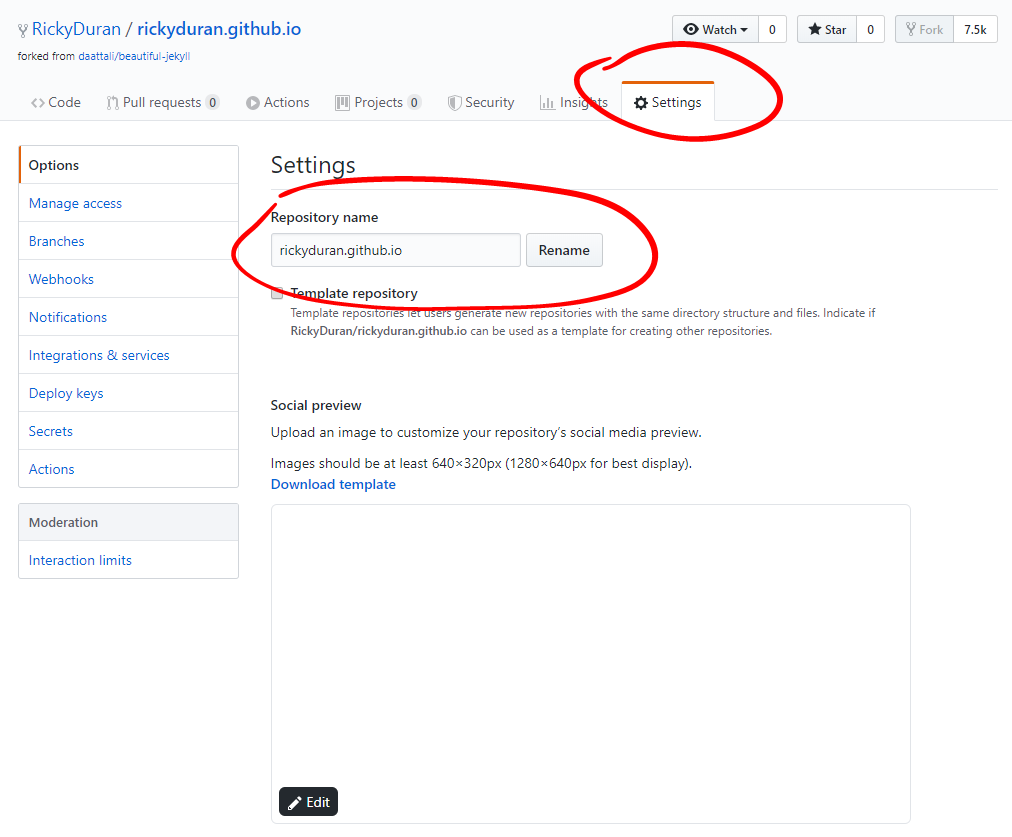 RickyDuran / rickyduran.github.io
Watch 0 Star 0 Fork 7.5k
forked from daattali/beautiful-jekyll
Code Pull requests 0 Actions Projects 0 Security Insights Settings
Options
Manage access
Branches
Webhooks
Notifications
Integrations & services
Deploy keys
Secrets
Actions
Moderation
Interaction limits
Settings
Repository name
rickyduran.github.io Rename
Template repository
Template repositories let users generate new repositories with the same directory structure and files. Indicate if
RickyDuran/rickyduran.github.io can be used as a template for creating other repositories.
Social preview
Upload an image to customize your repository’s social media preview.
Images should be at least 640×320px (1280×640px for best display).
Download template
Edit